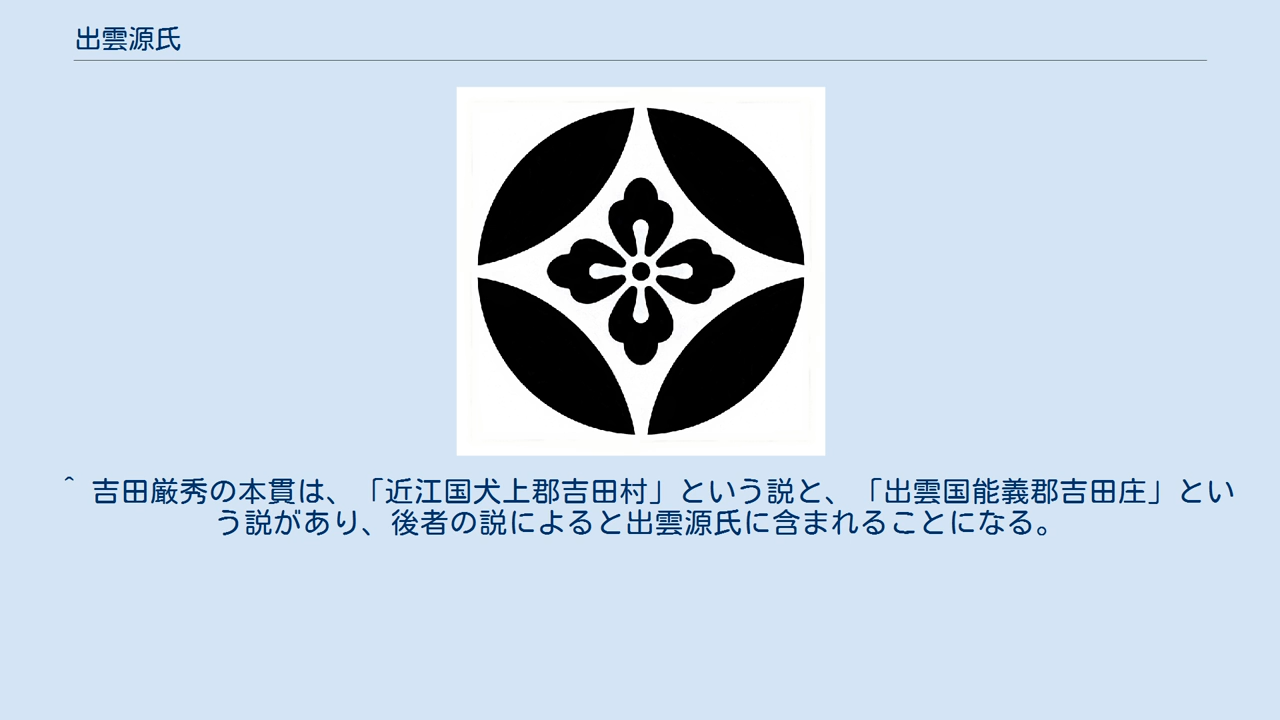 出雲源氏
^ 吉田厳秀の本貫は、「近江国犬上郡吉田村」という説と、「出雲国能義郡吉田庄」とい
う説があり、後者の説によると出雲源氏に含まれることになる。